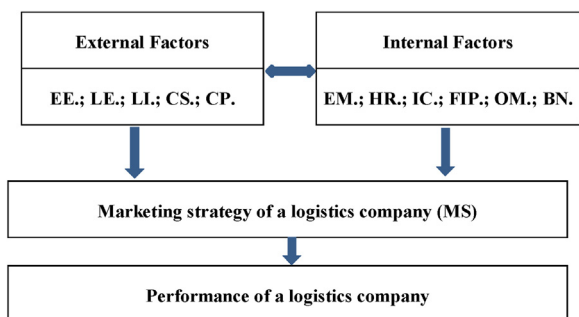 External Factors
EE.; LE.; LI.; CS.; CP.
Internal Factors
EM.; HR.; IC.; FIP.; OM.; BN.
Marketing strategy of a logistics company (MS)
Performance of a logistics company